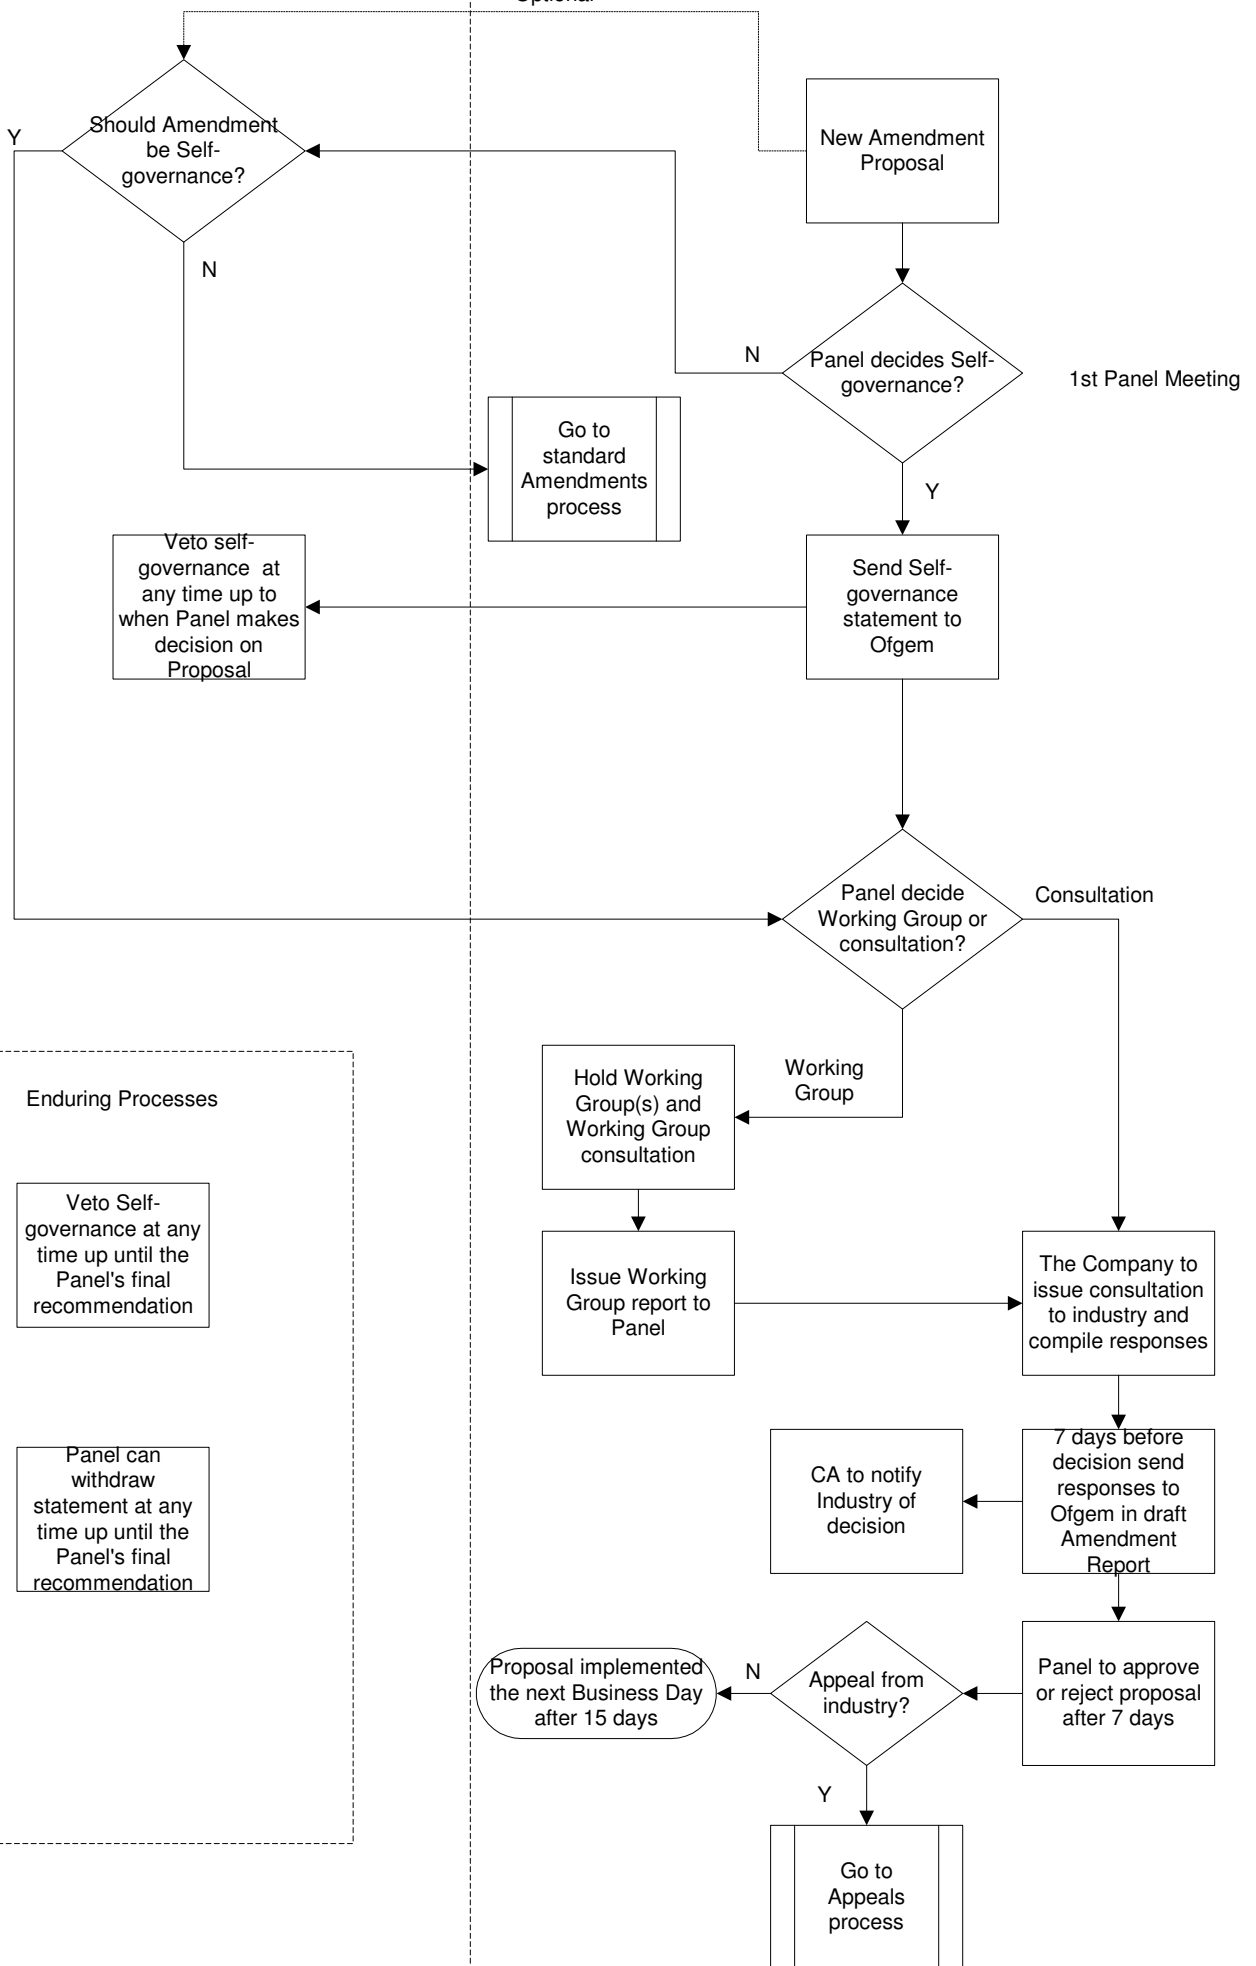 Optional
Should Amendment
be Self-
governance?
Y
N
New Amendment
Proposal
Panel decides Self-
governance?
N
1st Panel Meeting
Y
Go to
standard
Amendments
process
Veto self-
governance at
any time up to
when Panel makes
decision on
Proposal
Send Self-
governance
statement to
Ofgem
Panel decide
Working Group or
consultation?
Consultation
Working
Group
Hold Working
Group(s) and
Working Group
consultation
Enduring Processes
Veto Self-
governance at any
time up until the
Panel's final
recommendation
Issue Working
Group report to
Panel
The Company to
issue consultation
to industry and
compile responses
Panel can
withdraw
statement at any
time up until the
Panel's final
recommendation
CA to notify
Industry of
decision
7 days before
decision send
responses to
Ofgem in draft
Amendment
Report
Proposal implemented
the next Business Day
after 15 days
N
Appeal from
industry?
Panel to approve
or reject proposal
after 7 days
Y
Go to
Appeals
process